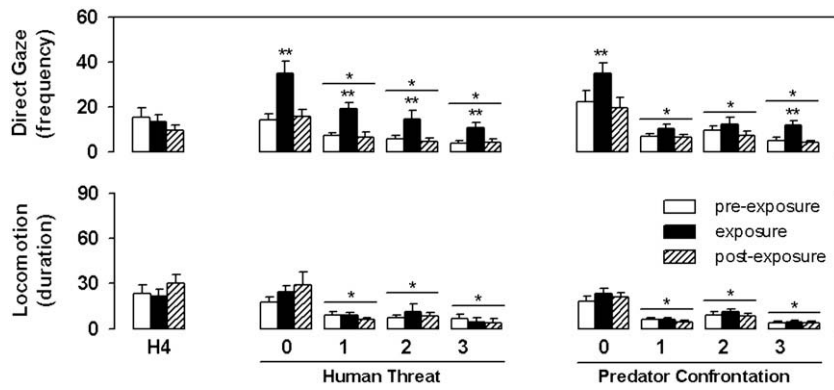 60
40
20
0
Direct Gaze
(frequency)
** * ** * ** * **
** * * * **
90
60
30
0
Locomotion
(duration)
pre-exposure
exposure
post-exposure
* * *
* * *
H4 0 1 2 3 0 1 2 3
Human Threat Predator Confrontation